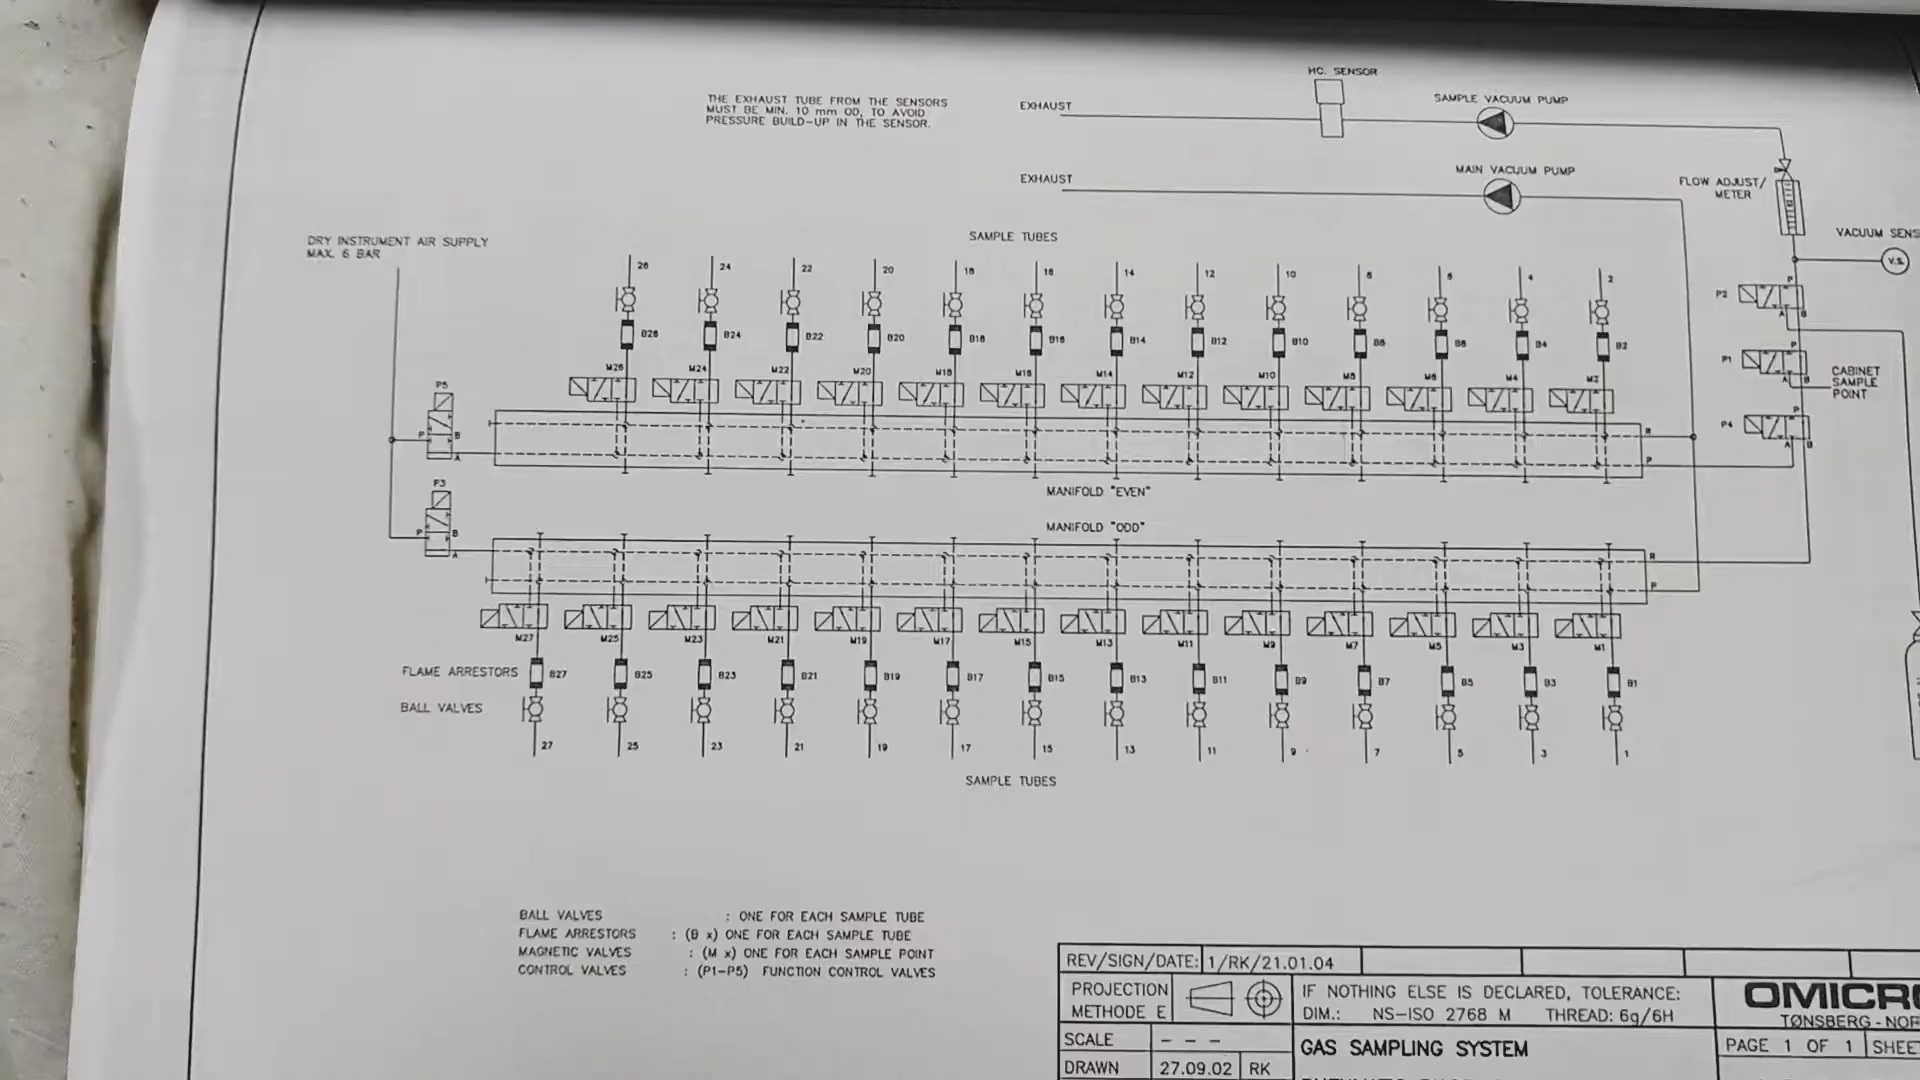 HC. SENSOR
THE EXHAUST TUBE FROM THE SENSORS
MUST BE MIN. 10 mm OD, TO AVOID
PRESSURE BUILD-UP IN THE SENSOR.
EXHAUST
SAMPLE VACUUM PUMP
EXHAUST
MAIN VACUUM PUMP
FLOW ADJUST/
METER
VACUUM SENS
V.S.
DRY INSTRUMENT AIR SUPPLY
MAX. 6 BAR
SAMPLE TUBES
26 24 22 20 18 16 14 12 10 8 6 4 2
B26 B24 B22 B20 B18 B16 B14 B12 B10 B8 B6 B4 B2
M26 M24 M22 M20 M18 M16 M14 M12 M10 M8 M6 M4 M2
P2
P
A B
P1
P
A B
CABINET
SAMPLE
POINT
P4
P
A B
P5
P B
A
R
P
MANIFOLD "EVEN"
P3
P B
A
MANIFOLD "ODD"
R
P
M27 M25 M23 M21 M19 M17 M15 M13 M11 M9 M7 M5 M3 M1
FLAME ARRESTORS B27 B25 B23 B21 B19 B17 B15 B13 B11 B9 B7 B5 B3 B1
BALL VALVES
27 25 23 21 19 17 15 13 11 9 7 5 3 1
SAMPLE TUBES
BALL VALVES : ONE FOR EACH SAMPLE TUBE
FLAME ARRESTORS : (B x) ONE FOR EACH SAMPLE TUBE
MAGNETIC VALVES : (M x) ONE FOR EACH SAMPLE POINT
CONTROL VALVES : (P1-P5) FUNCTION CONTROL VALVES
REV/SIGN/DATE: 1/RK/21.01.04
PROJECTION
METHODE E
IF NOTHING ELSE IS DECLARED, TOLERANCE:
DIM.: NS-ISO 2768 M THREAD: 6g/6H
OMICRO
TØNSBERG - NOR
SCALE - - -
GAS SAMPLING SYSTEM
PAGE 1 OF 1 SHEE
DRAWN 27.09.02 RK